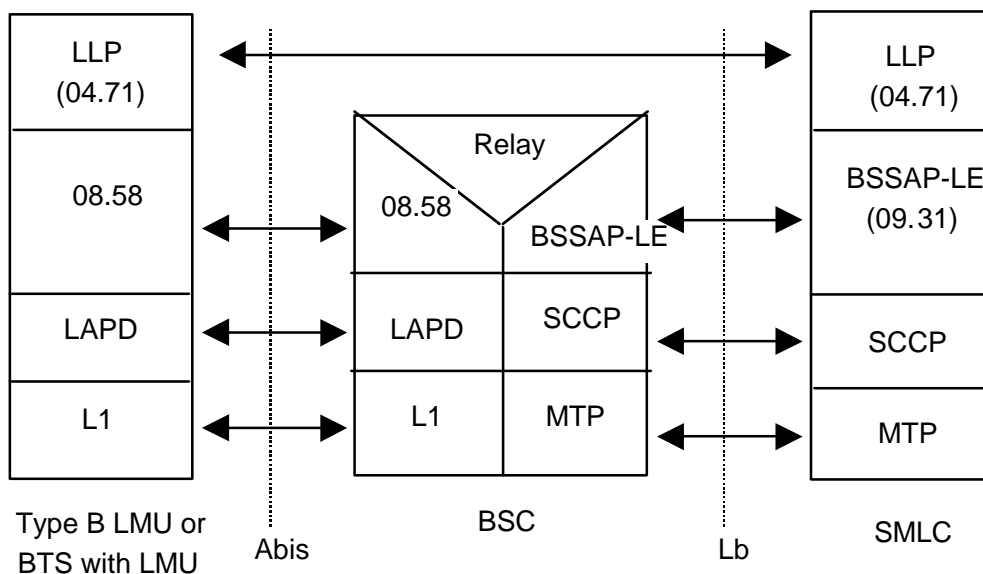 LLP
(04.71)
08.58
LAPD
L1
Type B LMU or
BTS with LMU
Abis
Relay
08.58
BSSAP-LE
LAPD
SCCP
L1
MTP
BSC
Lb
LLP
(04.71)
BSSAP-LE
(09.31)
SCCP
MTP
SMLC